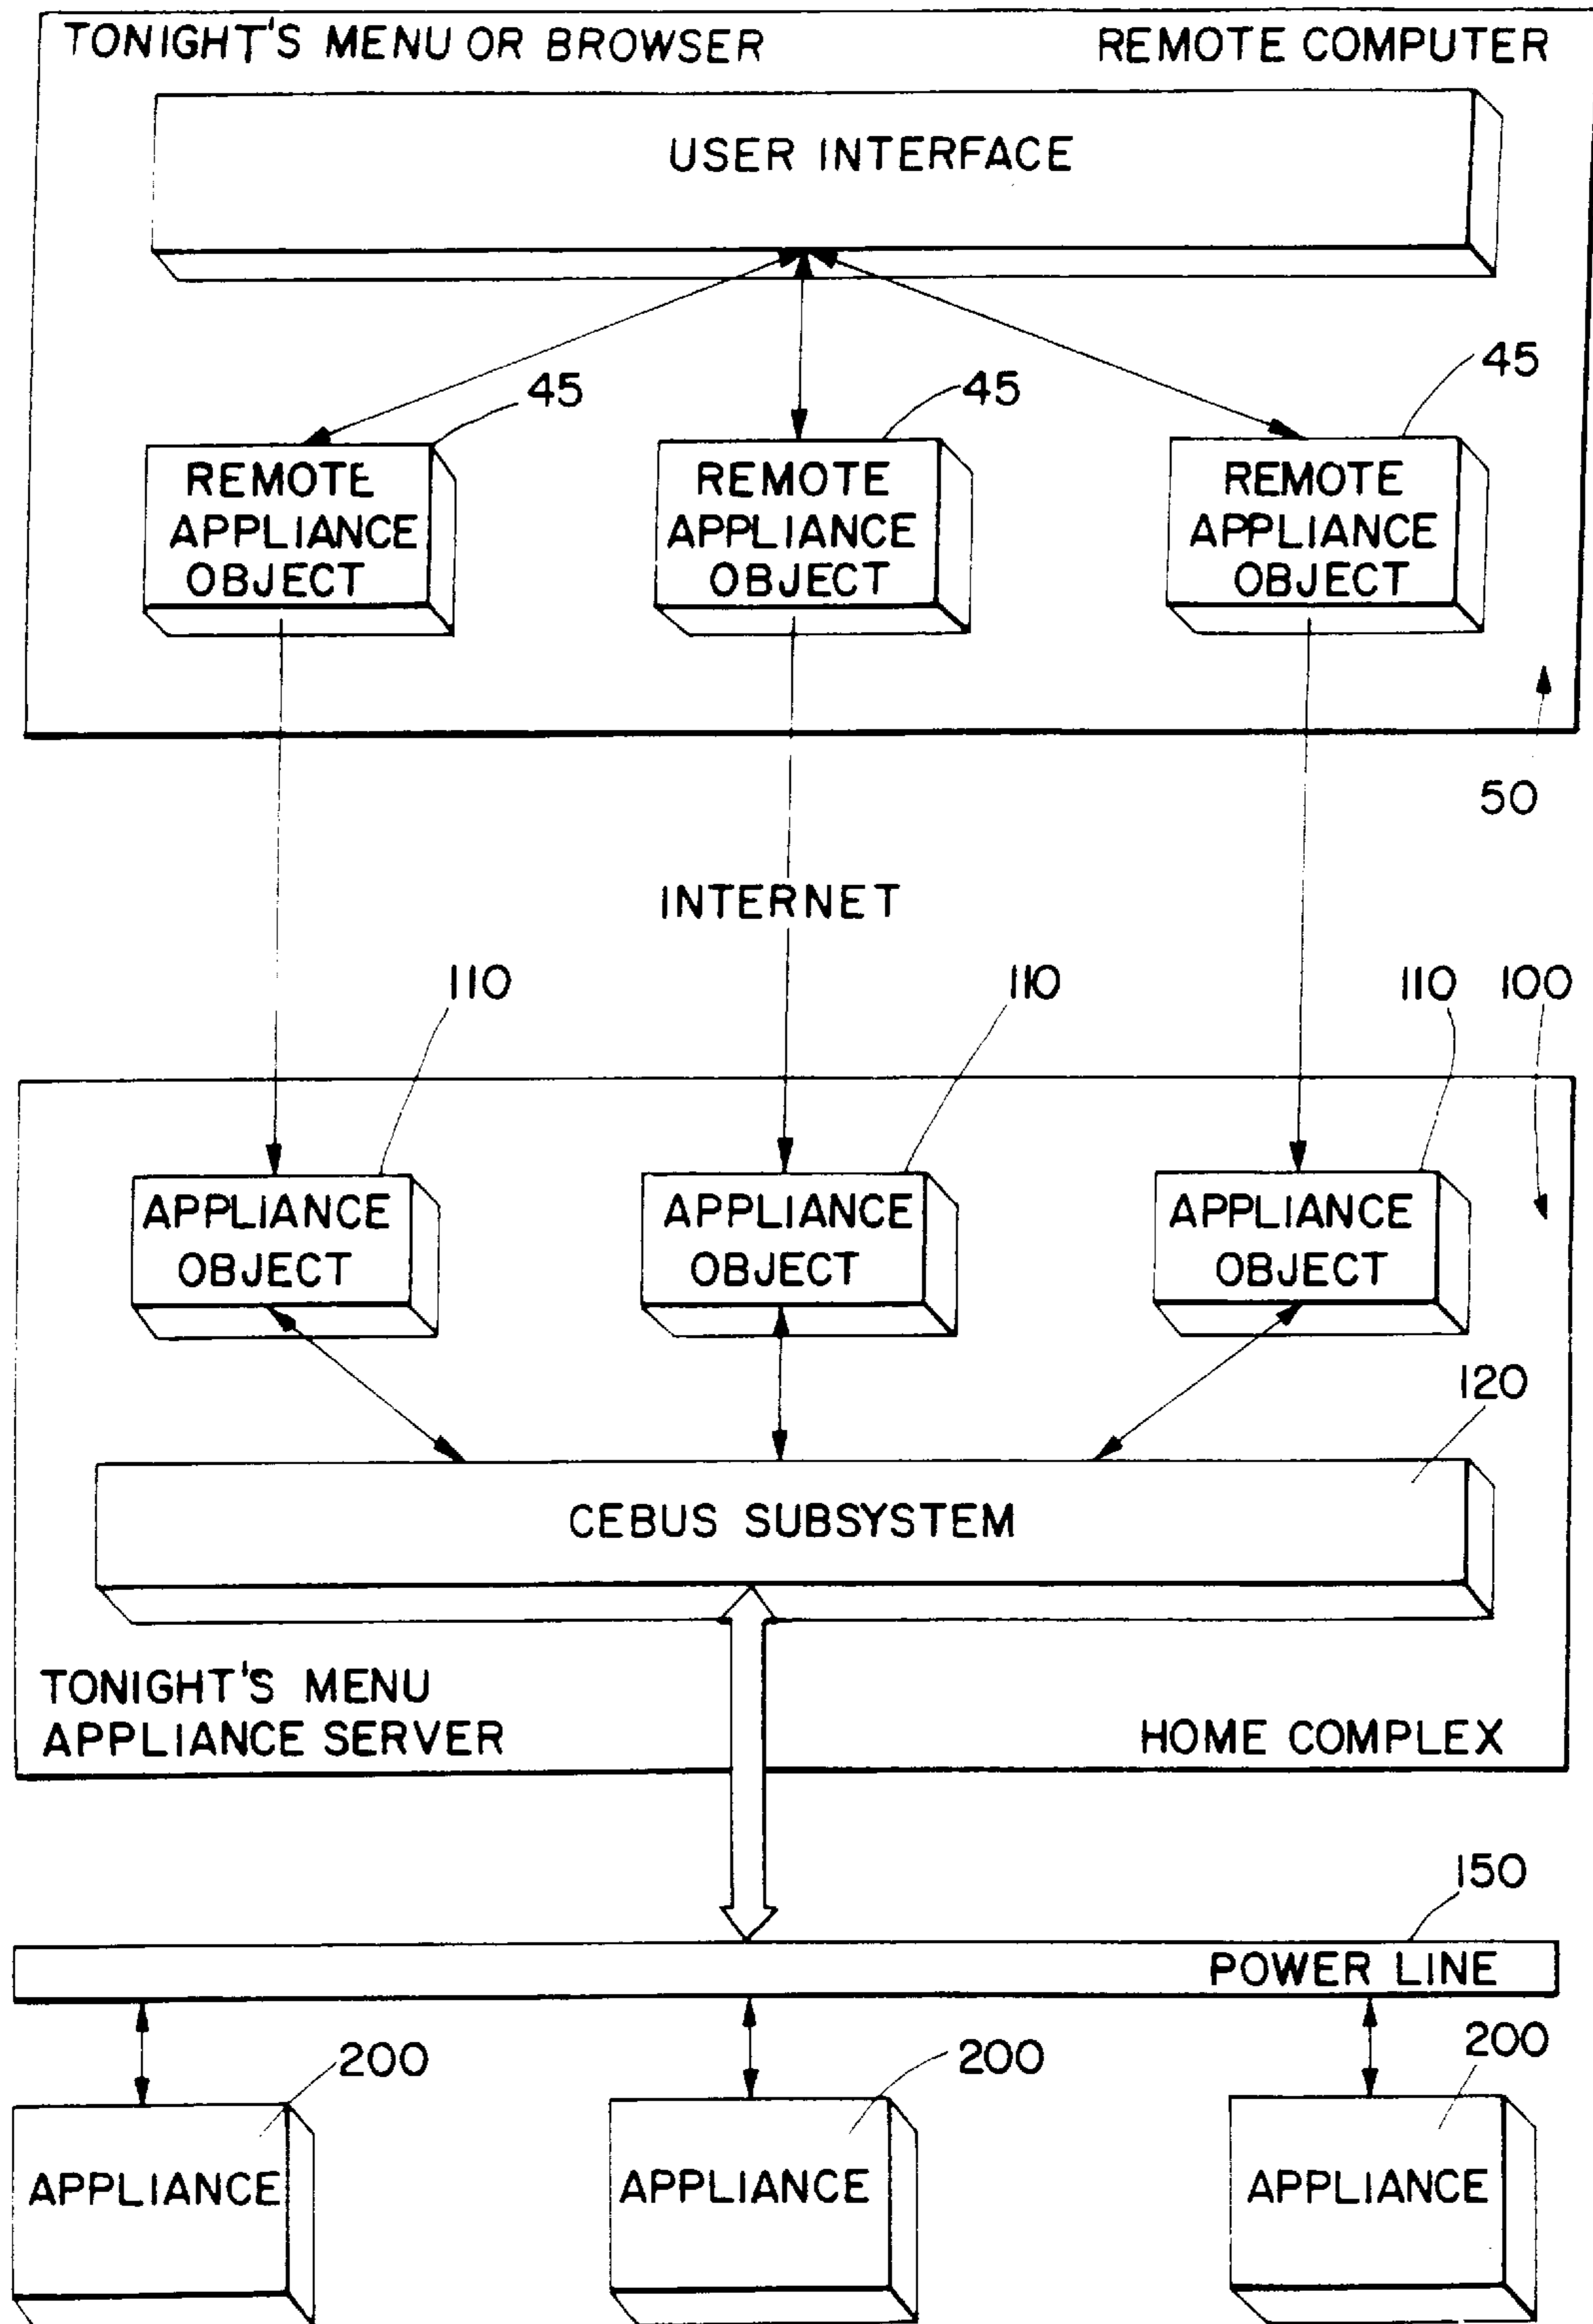 TONIGHT'S MENU OR BROWSER
REMOTE COMPUTER
USER INTERFACE
45
45
45
REMOTE
APPLIANCE
OBJECT
REMOTE
APPLIANCE
OBJECT
REMOTE
APPLIANCE
OBJECT
50
INTERNET
110
110
110
100
APPLIANCE
OBJECT
APPLIANCE
OBJECT
APPLIANCE
OBJECT
120
CEBUS SUBSYSTEM
TONIGHT'S MENU
APPLIANCE SERVER
HOME COMPLEX
150
POWER LINE
200
200
200
APPLIANCE
APPLIANCE
APPLIANCE